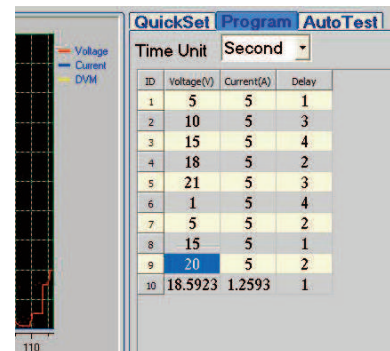 QuickSet Program AutoTest
Time Unit Second
Voltage
Current
DVM
ID Voltage(V) Current(A) Delay
1 5 5 1
2 10 5 3
3 15 5 4
4 18 5 2
5 21 5 3
6 1 5 4
7 5 5 2
8 15 5 1
9 20 5 2
10 18.5923 1.2593 1
110